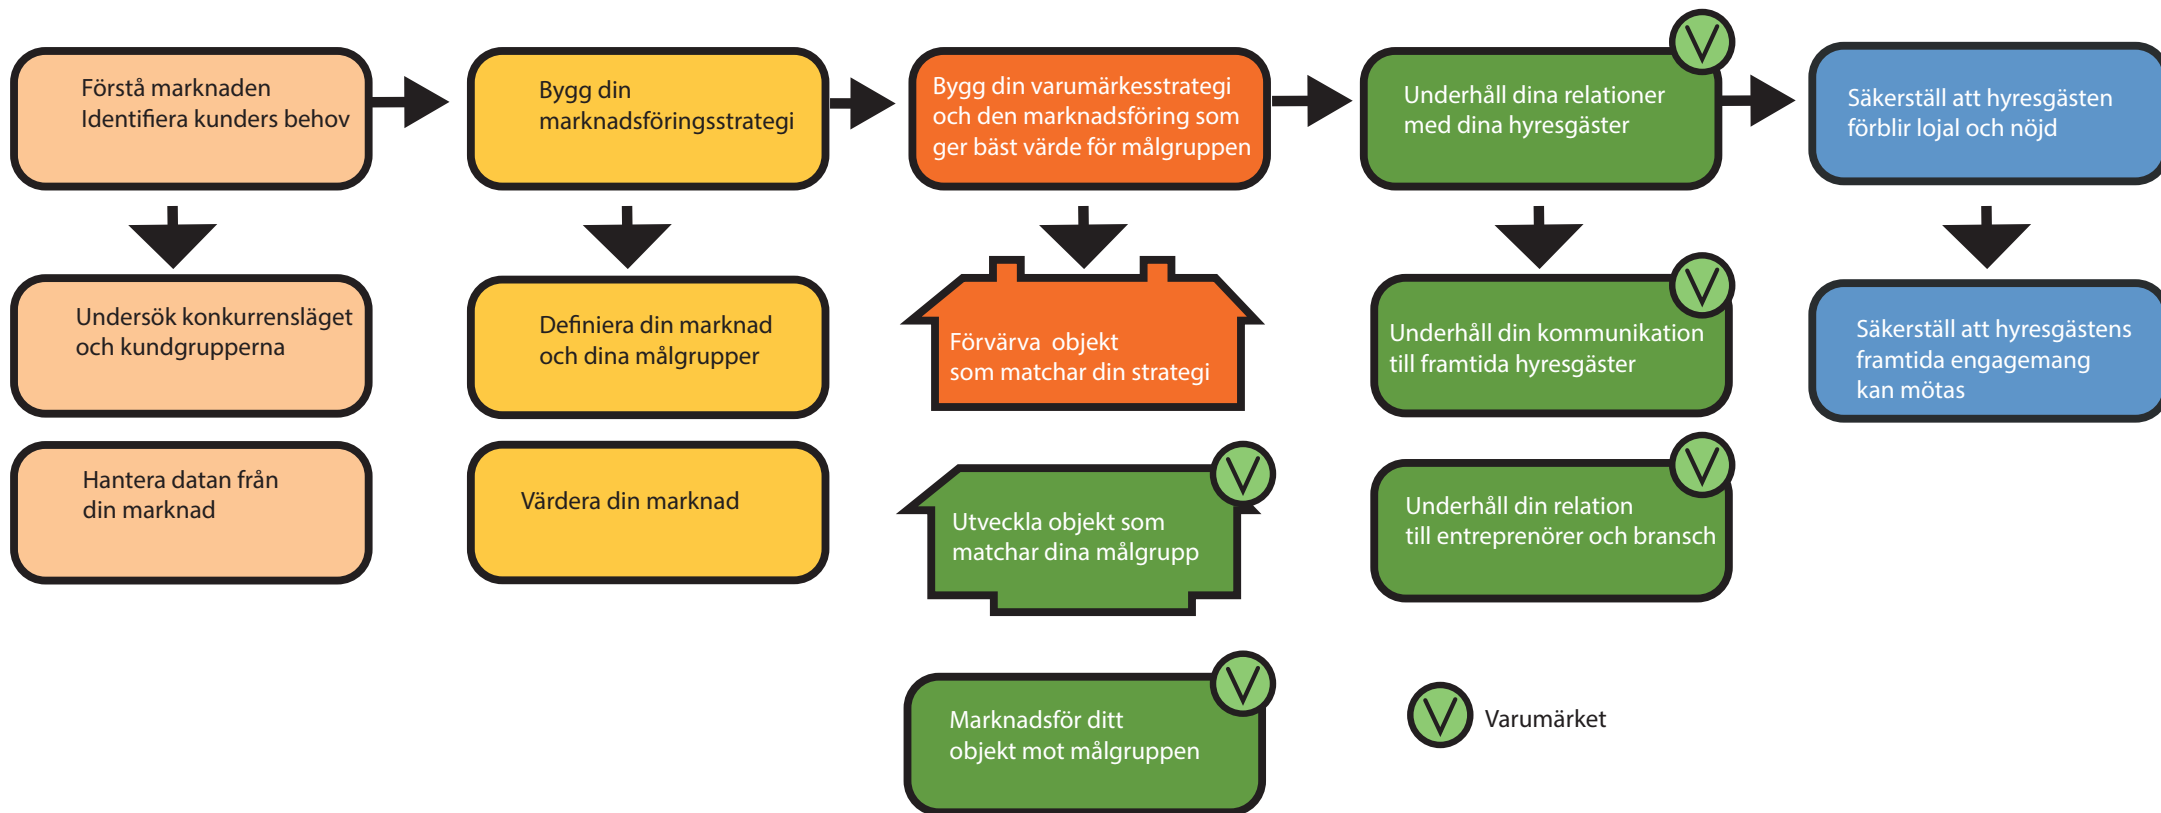 Förstå marknaden
Identifiera kunders behov
Bygg din
marknadsföringsstrategi
Bygg din varumärkesstrategi
och den marknadsföring som
ger bäst värde för målgruppen
Underhåll dina relationer
med dina hyresgäster
V
Säkerställ att hyresgästen
förblir lojal och nöjd
Undersök konkurrensläget
och kundgrupperna
Definiera din marknad
och dina målgrupper
Förvärva objekt
som matchar din strategi
Underhåll din kommunikation
till framtida hyresgäster
V
Säkerställ att hyresgästens
framtida engagemang
kan mötas
Hantera datan från
din marknad
Värdera din marknad
Utveckla objekt som
matchar dina målgrupp
V
Underhåll din relation
till entreprenörer och bransch
V
Marknadsför ditt
objekt mot målgruppen
V
V Varumärket